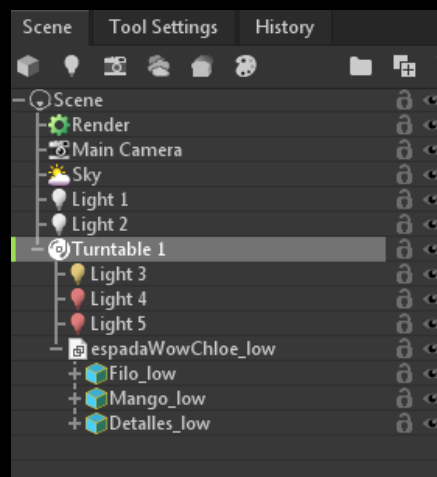 Scene Tool Settings History
Scene
Render
Main Camera
Sky
Light 1
Light 2
Turntable 1
Light 3
Light 4
Light 5
espadaWowChloe_low
Filo_low
Mango_low
Detalles_low